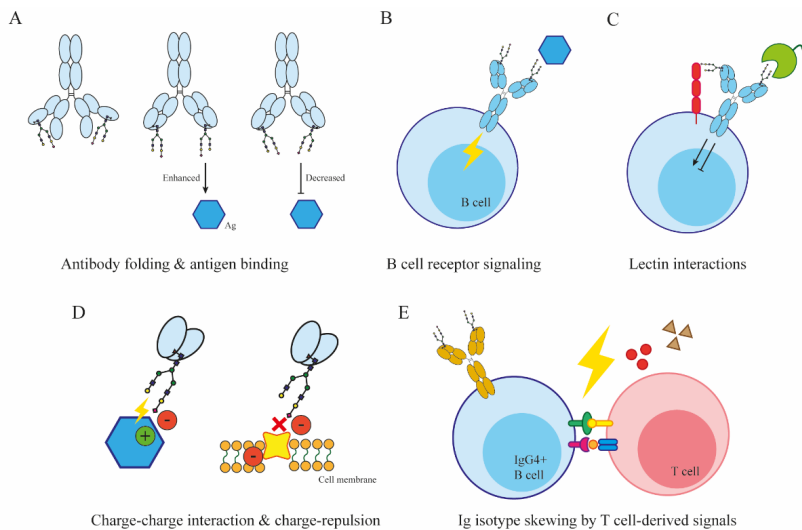 A
B
C
Enhanced
Decreased
Ag
B cell
Antibody folding & antigen binding
B cell receptor signaling
Lectin interactions
D
E
-
-
+
-
Cell membrane
IgG4+
B cell
T cell
Charge-charge interaction & charge-repulsion
Ig isotype skewing by T cell-derived signals